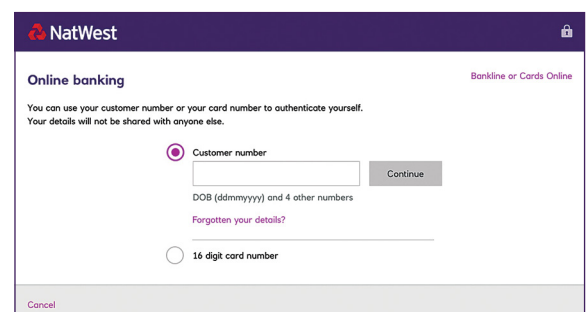 NatWest
Online banking
Bankline or Cards Online
You can use your customer number or your card number to authenticate yourself.
Your details will not be shared with anyone else.
Customer number
Continue
DOB (ddmmyyyy) and 4 other numbers
Forgotten your details?
16 digit card number
Cancel